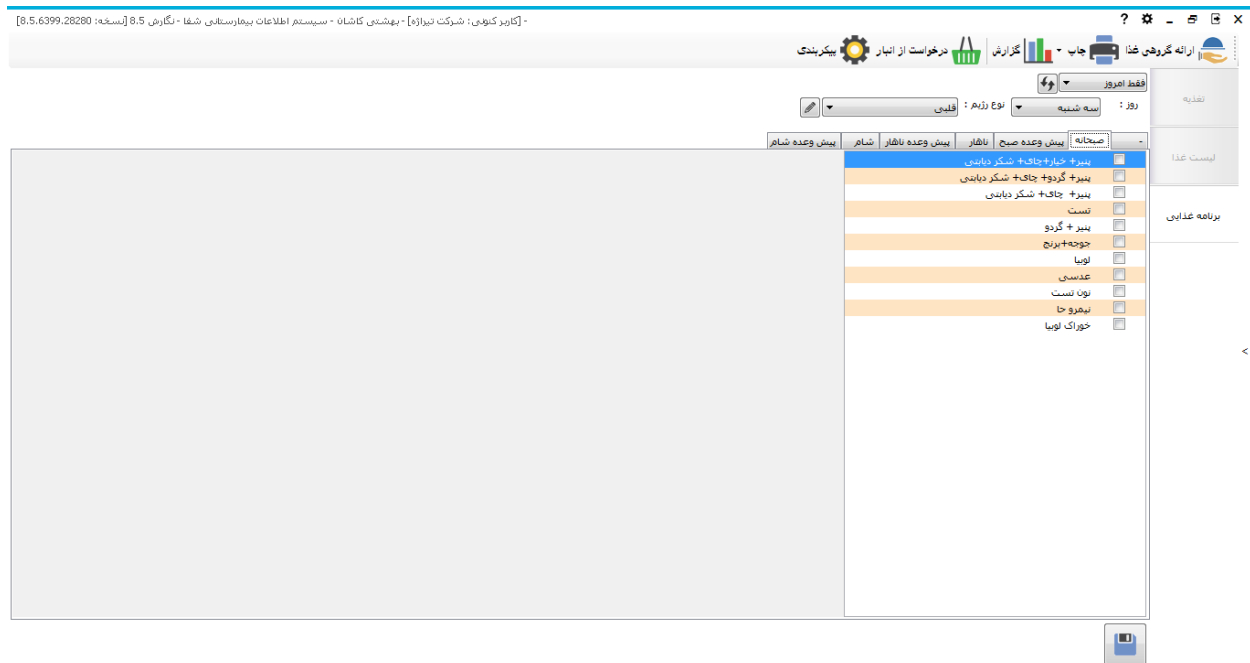 - [کاربر کنونی : شرکت تیراژه] - بهشتی کاشان - سیستم اطلاعات بیمارستانی شفا - نگارش 8.5 [نسخه: 8.5.6399.28280]
ارائه گروهی غذا چاپ گزارش درخواست از انبار پیکربندی
فقط امروز
روز : سه شنبه نوع رژیم : قلبی
- صبحانه پیش وعده صبح ناهار پیش وعده ناهار شام پیش وعده شام
پنیر+ خیار+چای+ شکر دیابتی
پنیر+ گردو+ چای+ شکر دیابتی
پنیر+ چای+ شکر دیابتی
تست
پنیر + گردو
جوجه+برنج
لوبیا
عدسی
نون تست
نیمرو حا
خوراک لوبیا
تغذیه
لیست غذا
برنامه غذایی